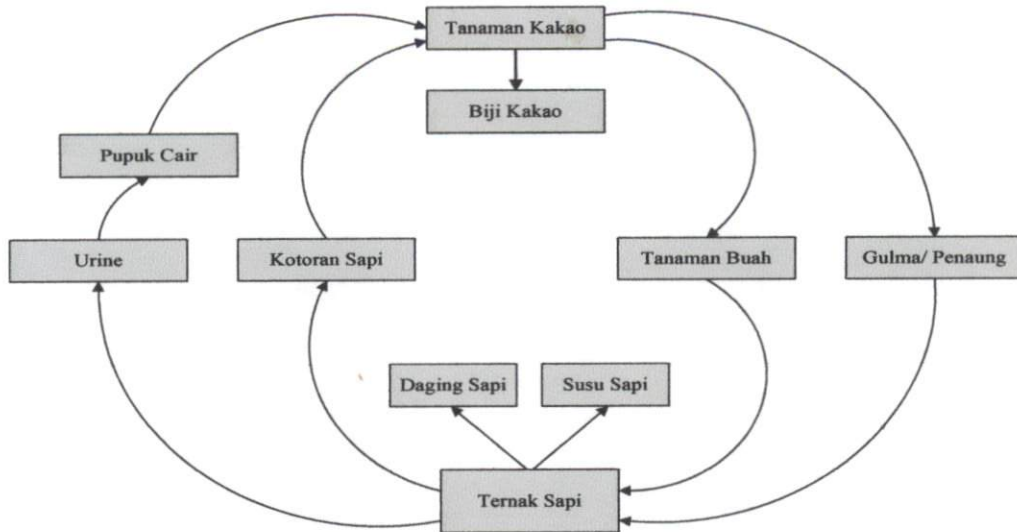 Tanaman Kakao
Biji Kakao
Pupuk Cair
Urine
Kotoran Sapi
Tanaman Buah
Gulma/ Penaung
Daging Sapi
Susu Sapi
Ternak Sapi